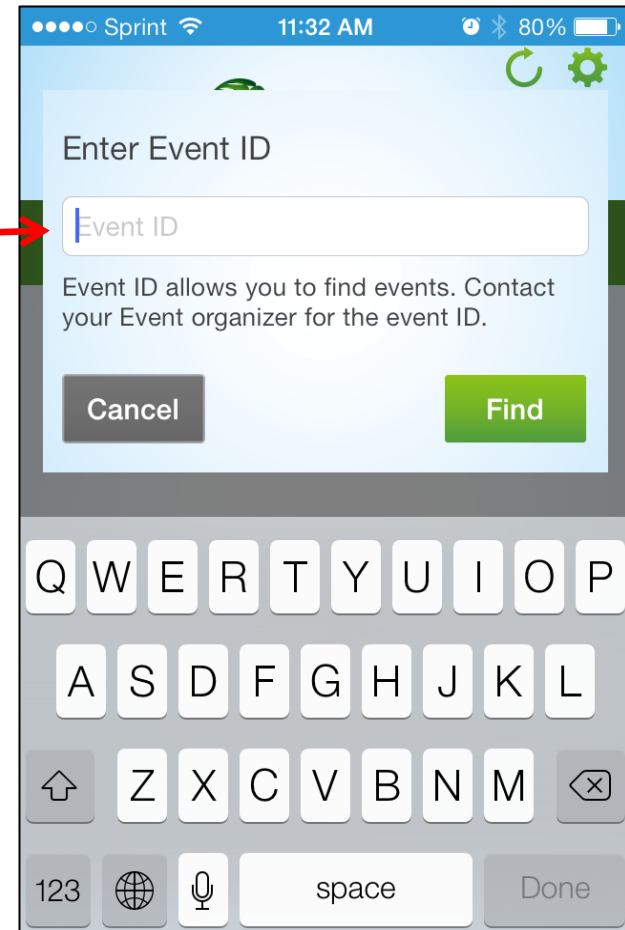 Sprint 11:32 AM 80%
Enter Event ID
Event ID
Event ID allows you to find events. Contact
your Event organizer for the event ID.
Cancel Find
Q W E R T Y U I O P
A S D F G H J K L
Z X C V B N M
123 space Done